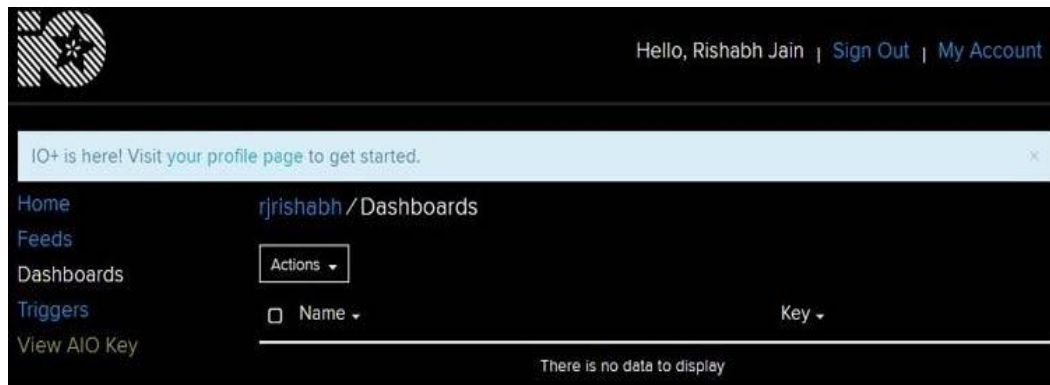 iO
Hello, Rishabh Jain | Sign Out | My Account
IO+ is here! Visit your profile page to get started. ×
Home
Feeds
Dashboards
Triggers
View AIO Key
rjrishabh / Dashboards
Actions
Name
Key
There is no data to display